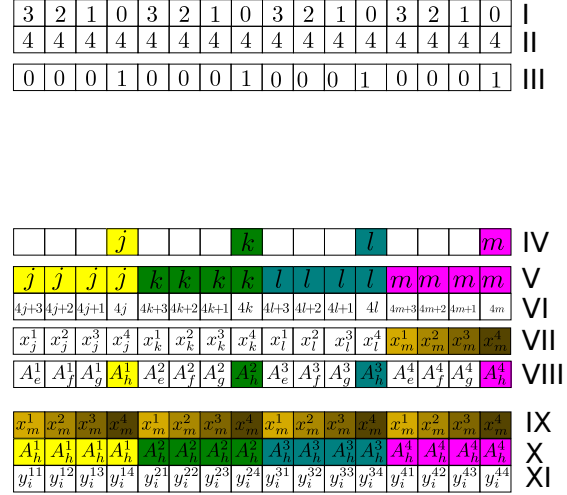 3 2 1 0 3 2 1 0 3 2 1 0 3 2 1 0 I
4 4 4 4 4 4 4 4 4 4 4 4 4 4 4 4 II
0 0 0 1 0 0 0 1 0 0 0 1 0 0 0 1 III
j k l m IV
j j j j k k k k l l l l m m m m V
4j+3 4j+2 4j+1 4j 4k+3 4k+2 4k+1 4k 4l+3 4l+2 4l+1 4l 4m+3 4m+2 4m+1 4m VI
x_j^1 x_j^2 x_j^3 x_j^4 x_k^1 x_k^2 x_k^3 x_k^4 x_l^1 x_l^2 x_l^3 x_l^4 x_m^1 x_m^2 x_m^3 x_m^4 VII
A_e^1 A_f^1 A_g^1 A_h^1 A_e^2 A_f^2 A_g^2 A_h^2 A_e^3 A_f^3 A_g^3 A_h^3 A_e^4 A_f^4 A_g^4 A_h^4 VIII
x_m^1 x_m^2 x_m^3 x_m^4 x_m^1 x_m^2 x_m^3 x_m^4 x_m^1 x_m^2 x_m^3 x_m^4 x_m^1 x_m^2 x_m^3 x_m^4 IX
A_h^1 A_h^1 A_h^1 A_h^1 A_h^2 A_h^2 A_h^2 A_h^2 A_h^3 A_h^3 A_h^3 A_h^3 A_h^4 A_h^4 A_h^4 A_h^4 X
y_i^11 y_i^12 y_i^13 y_i^14 y_i^21 y_i^22 y_i^23 y_i^24 y_i^31 y_i^32 y_i^33 y_i^34 y_i^41 y_i^42 y_i^43 y_i^44 XI